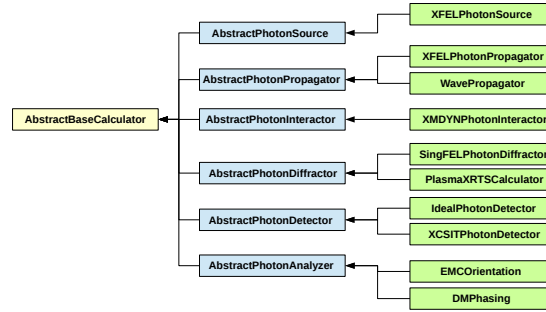 XFELPhotonSource
AbstractPhotonSource
XFELPhotonPropagator
AbstractPhotonPropagator
WavePropagator
AbstractBaseCalculator
AbstractPhotonInteractor
XMDYNPhotonInteractor
SingFELPhotonDiffractor
AbstractPhotonDiffractor
PlasmaXRTSCalculator
IdealPhotonDetector
AbstractPhotonDetector
XCSITPhotonDetector
AbstractPhotonAnalyzer
EMCOrientation
DMPhasing